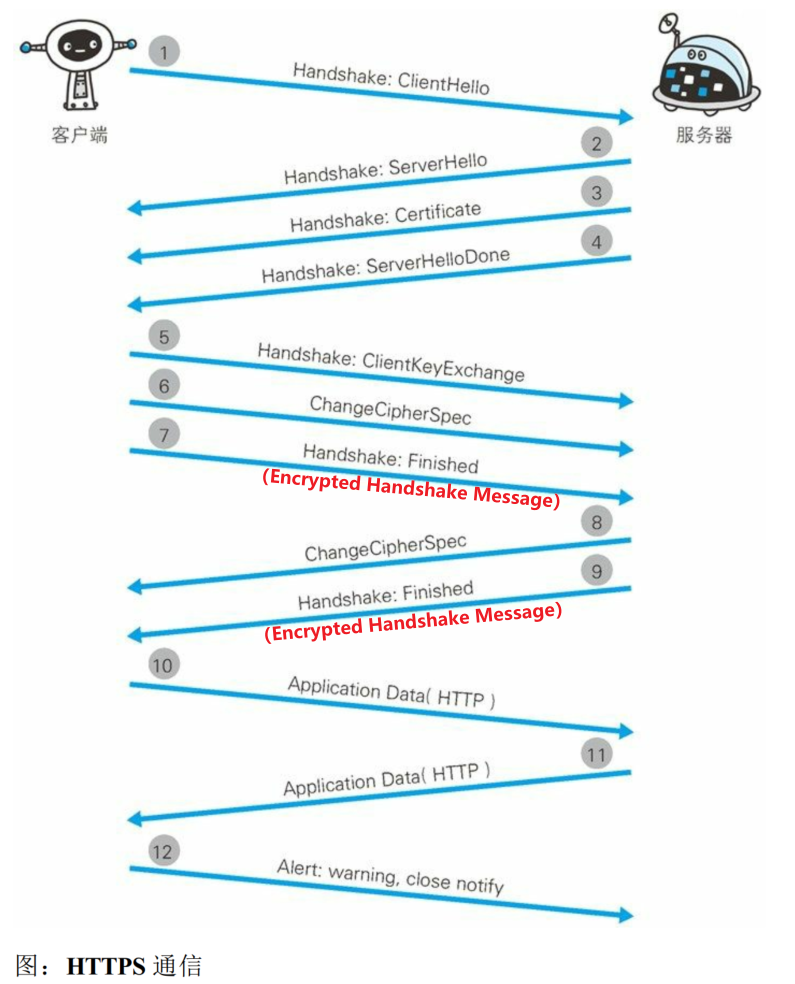 1
Handshake: ClientHello
客户端
服务器
2
Handshake: ServerHello
3
Handshake: Certificate
4
Handshake: ServerHelloDone
5
Handshake: ClientKeyExchange
6
ChangeCipherSpec
7
Handshake: Finished
(Encrypted Handshake Message)
8
ChangeCipherSpec
9
Handshake: Finished
(Encrypted Handshake Message)
10
Application Data( HTTP )
11
Application Data( HTTP )
12
Alert: warning, close notify
图：HTTPS 通信